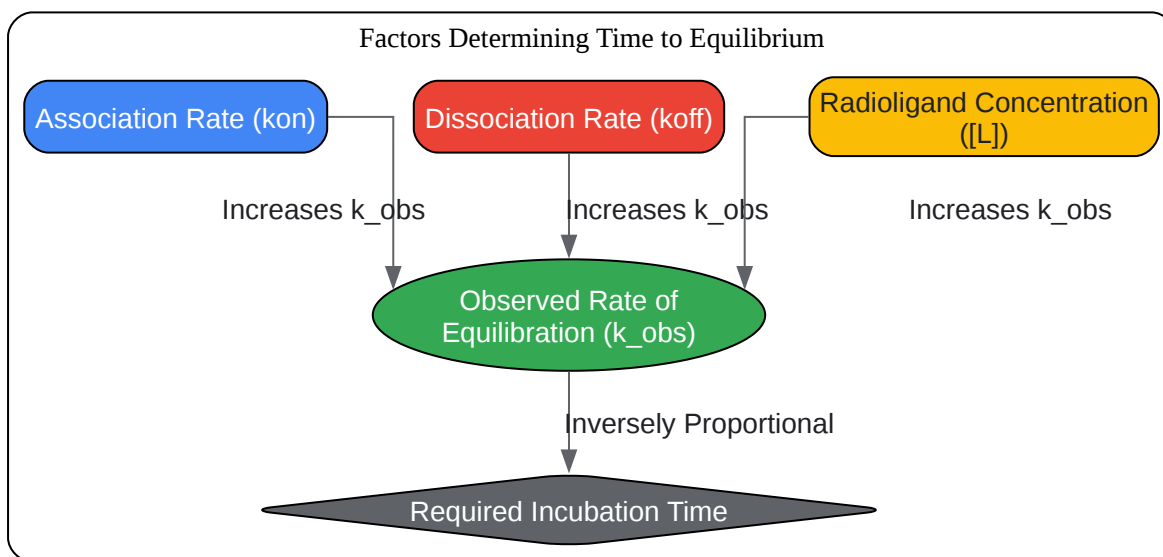 Factors Determining Time to Equilibrium
Association Rate (kon)
Dissociation Rate (koff)
Radioligand Concentration
([L])
Increases k_obs
Increases k_obs
Increases k_obs
Observed Rate of
Equilibration (k_obs)
Inversely Proportional
Required Incubation Time